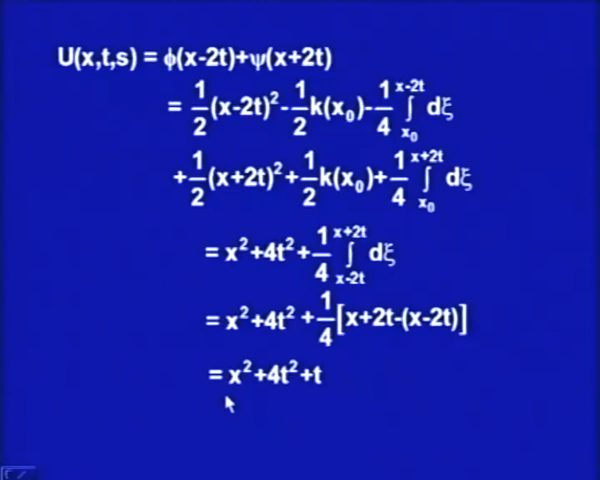 U(x,t,s) = ϕ(x-2t)+ψ(x+2t)
= 1/2(x-2t)²-1/2k(x₀)-1/4∫x₀^x-2t dξ
+1/2(x+2t)²+1/2k(x₀)+1/4∫x₀^x+2t dξ
= x²+4t²+1/4∫x-2t^x+2t dξ
= x²+4t²+1/4[x+2t-(x-2t)]
= x²+4t²+t